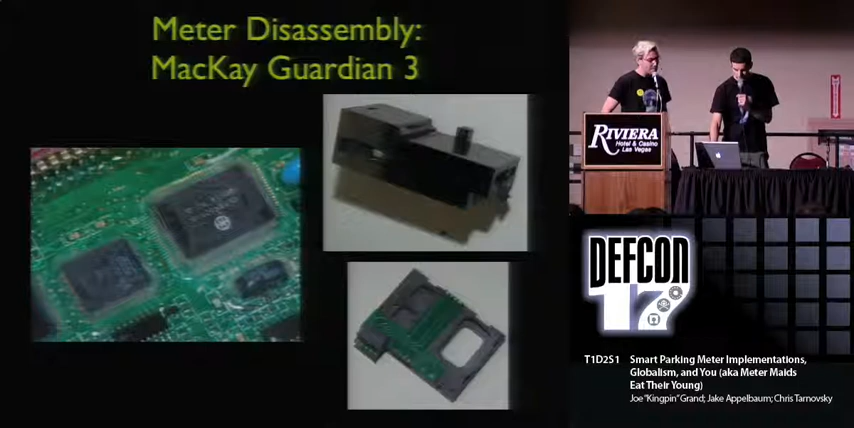 Meter Disassembly:
MacKay Guardian 3
RIVIERA
Hotel & Casino
Las Vegas
DEFCON
17
T1D2S1 Smart Parking Meter Implementations,
Globalism, and You (aka Meter Maids
Eat Their Young)
Joe "Kingpin" Grand; Jake Appelbaum; Chris Tarnovsky